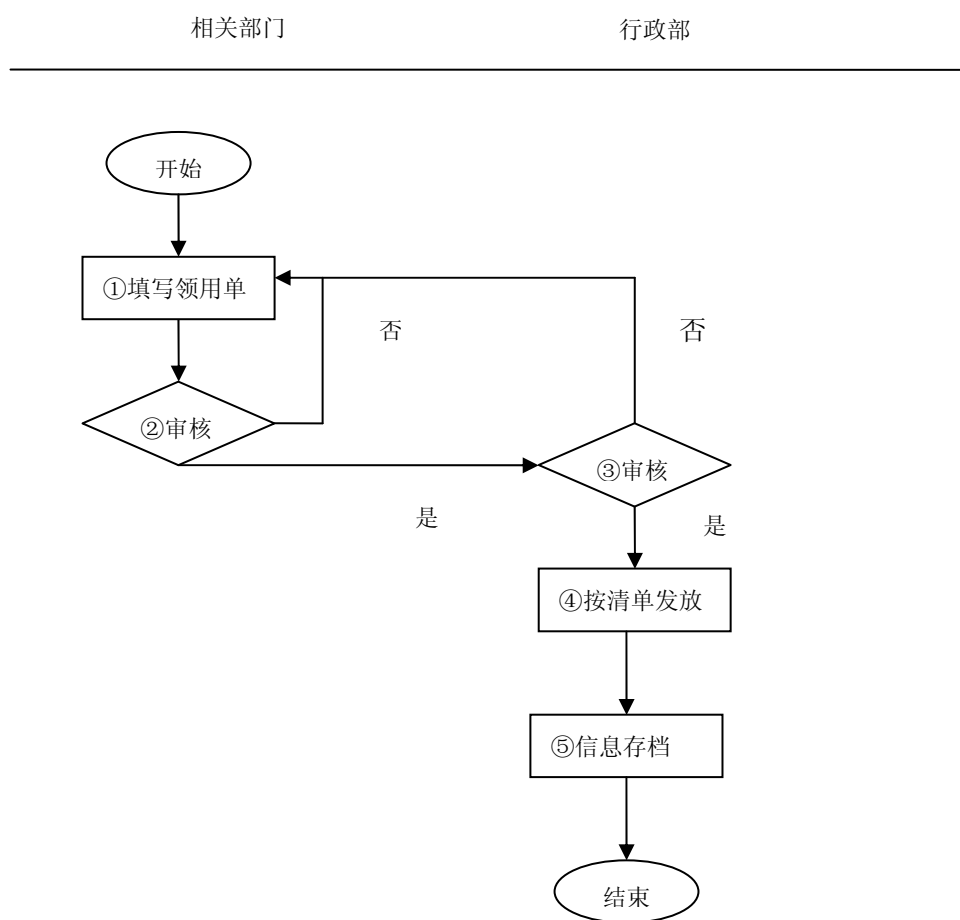 相关部门
行政部
开始
①填写领用单
否
否
②审核
③审核
是
是
④按清单发放
⑤信息存档
结束